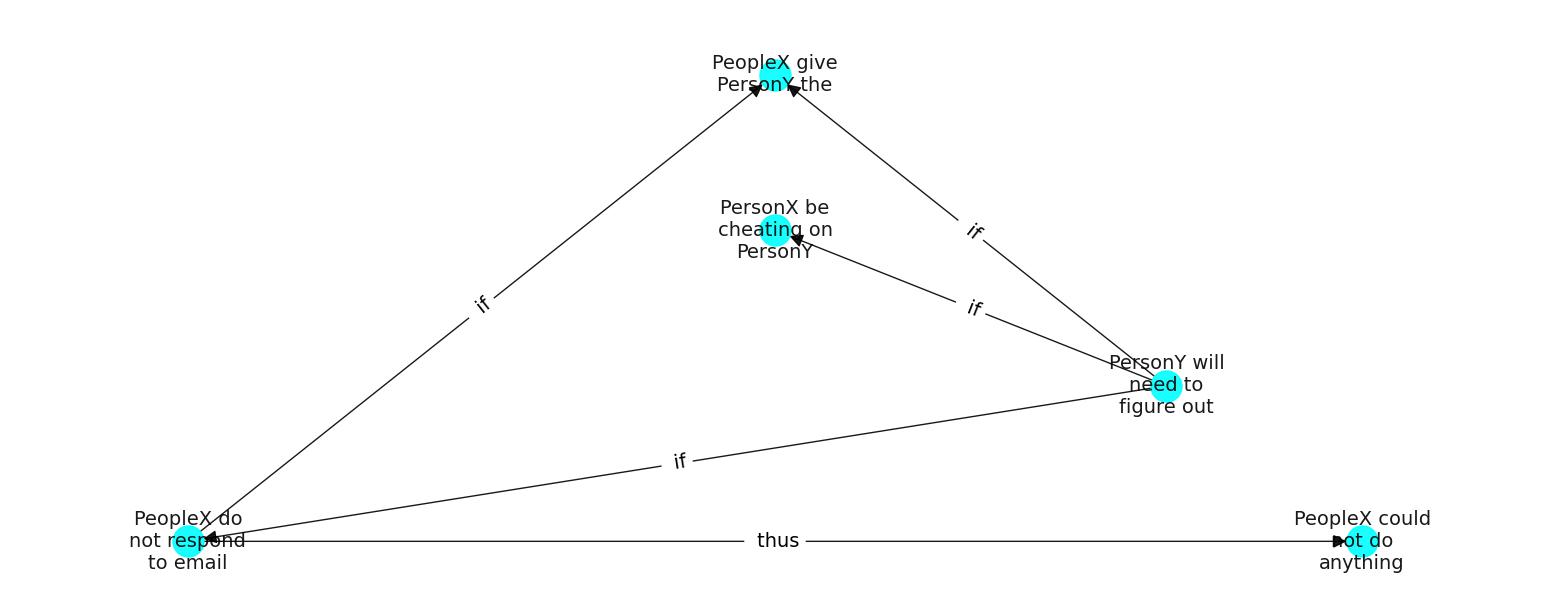 PeopleX give
PersonY the
PersonX be
cheating on
PersonY
if
if
if
PersonY will
need to
figure out
if
PeopleX do
not respond
to email
thus
PeopleX could
not do
anything